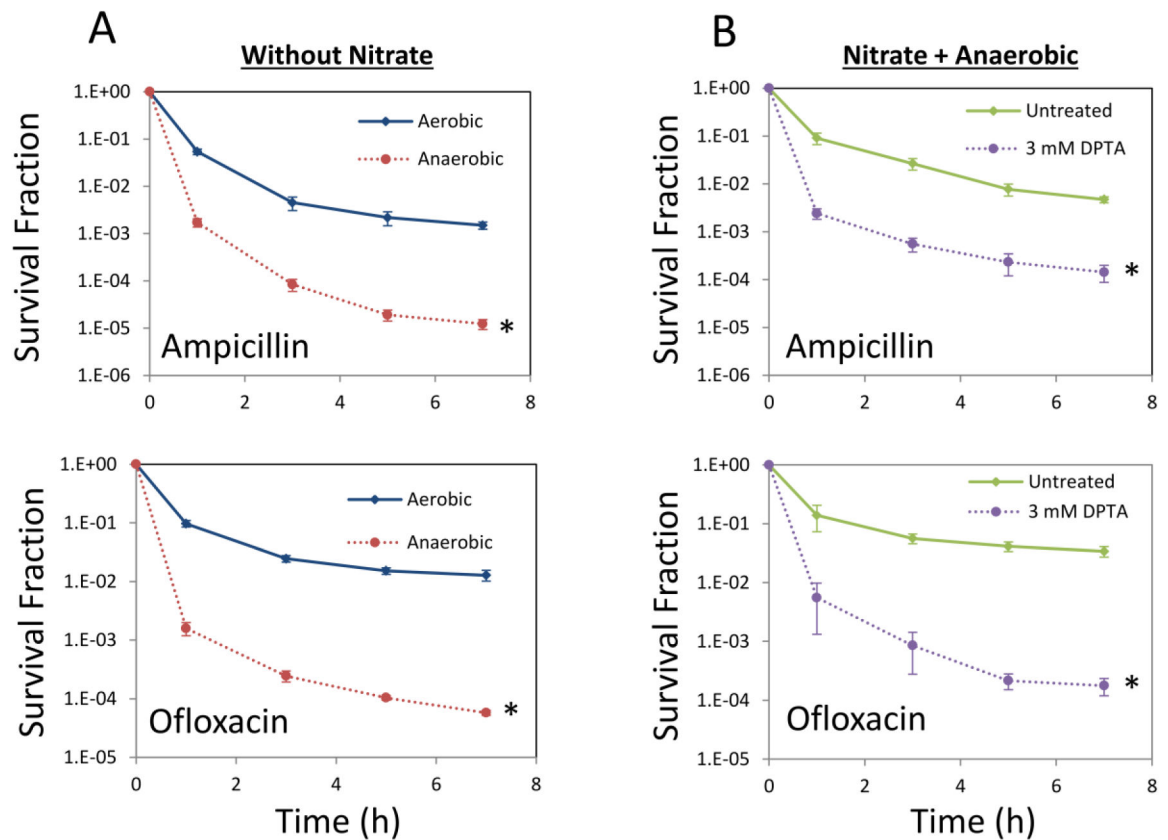 A
Without Nitrate
Survival Fraction
1.E+00
1.E-01
1.E-02
1.E-03
1.E-04
1.E-05
1.E-06
Aerobic
Anaerobic
*
Ampicillin
0 2 4 6 8
B
Nitrate + Anaerobic
Survival Fraction
1.E+00
1.E-01
1.E-02
1.E-03
1.E-04
1.E-05
1.E-06
Untreated
3 mM DPTA
*
Ampicillin
0 2 4 6 8
Survival Fraction
1.E+00
1.E-01
1.E-02
1.E-03
1.E-04
1.E-05
Aerobic
Anaerobic
*
Ofloxacin
0 2 4 6 8
Time (h)
Survival Fraction
1.E+00
1.E-01
1.E-02
1.E-03
1.E-04
1.E-05
Untreated
3 mM DPTA
*
Ofloxacin
0 2 4 6 8
Time (h)